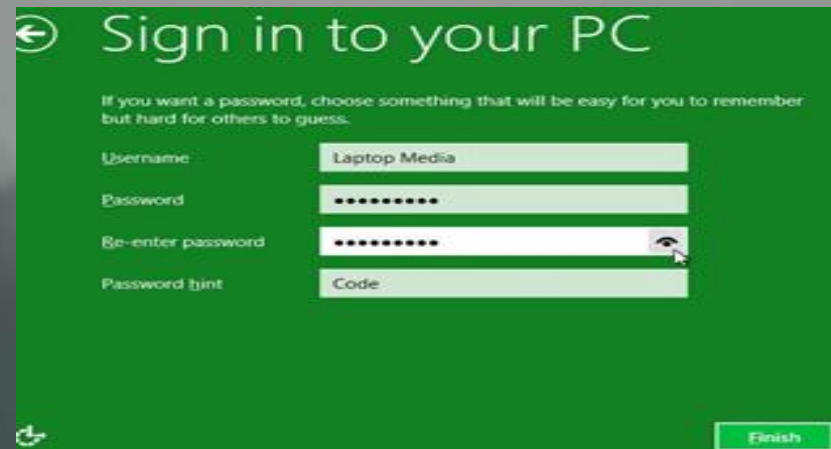 Sign in to your PC
If you want a password, choose something that will be easy for you to remember
but hard for others to guess.
Username Laptop Media
Password •••••••••
Re-enter password •••••••••
Password hint Code
Finish